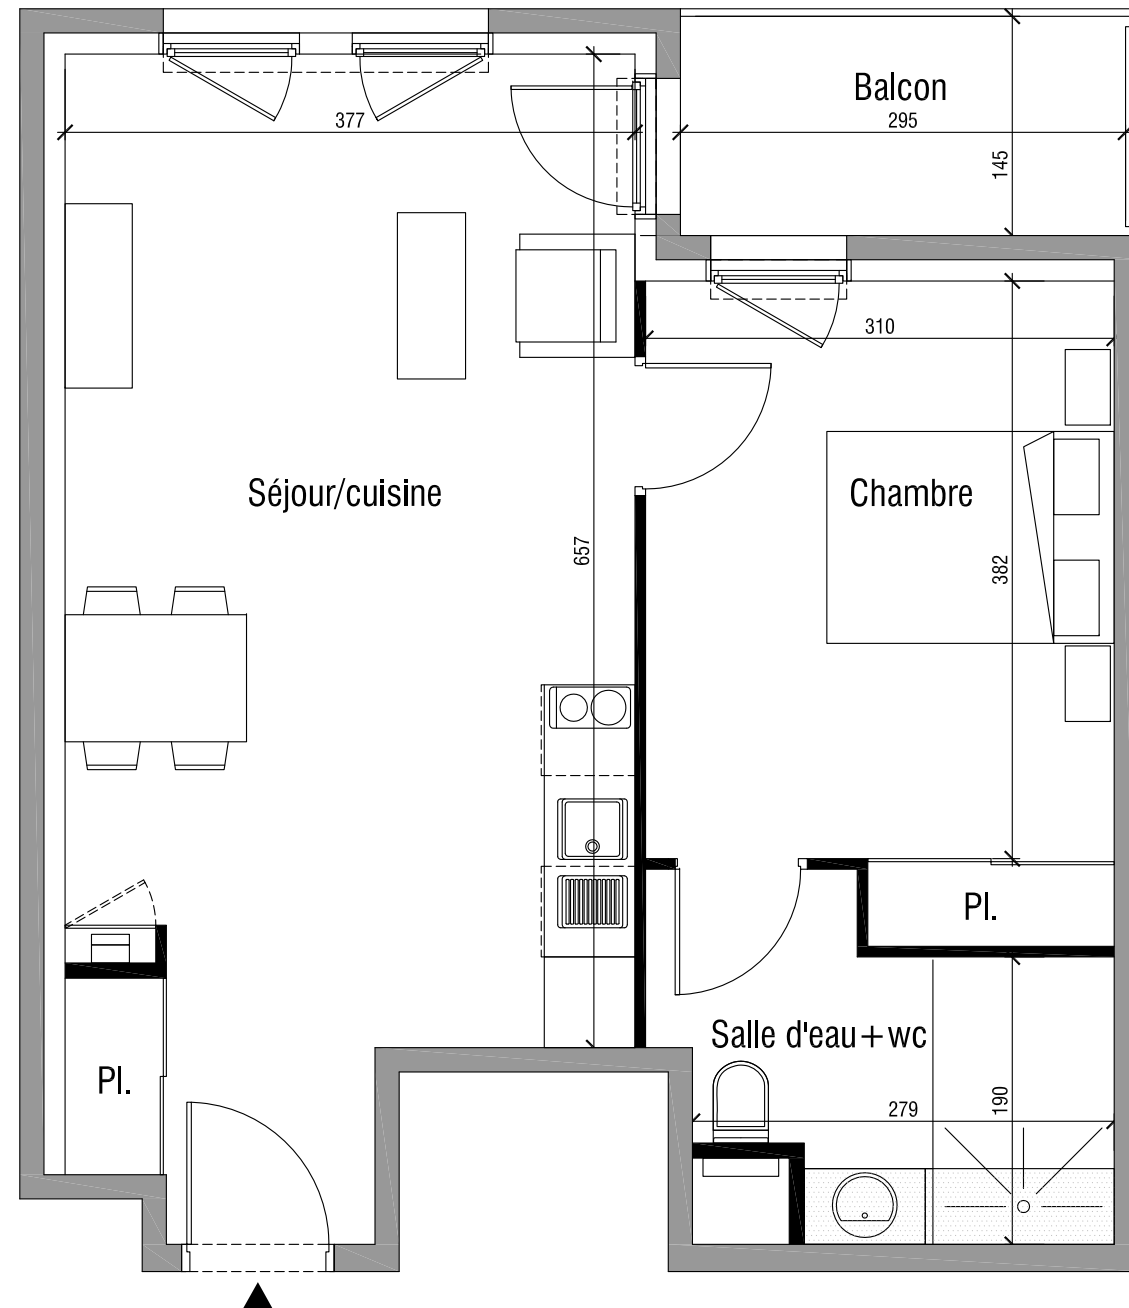 Balcon
377
295
145
310
Séjour/cuisine
Chambre
657
382
Pl.
Salle d'eau+wc
Pl.
279
190